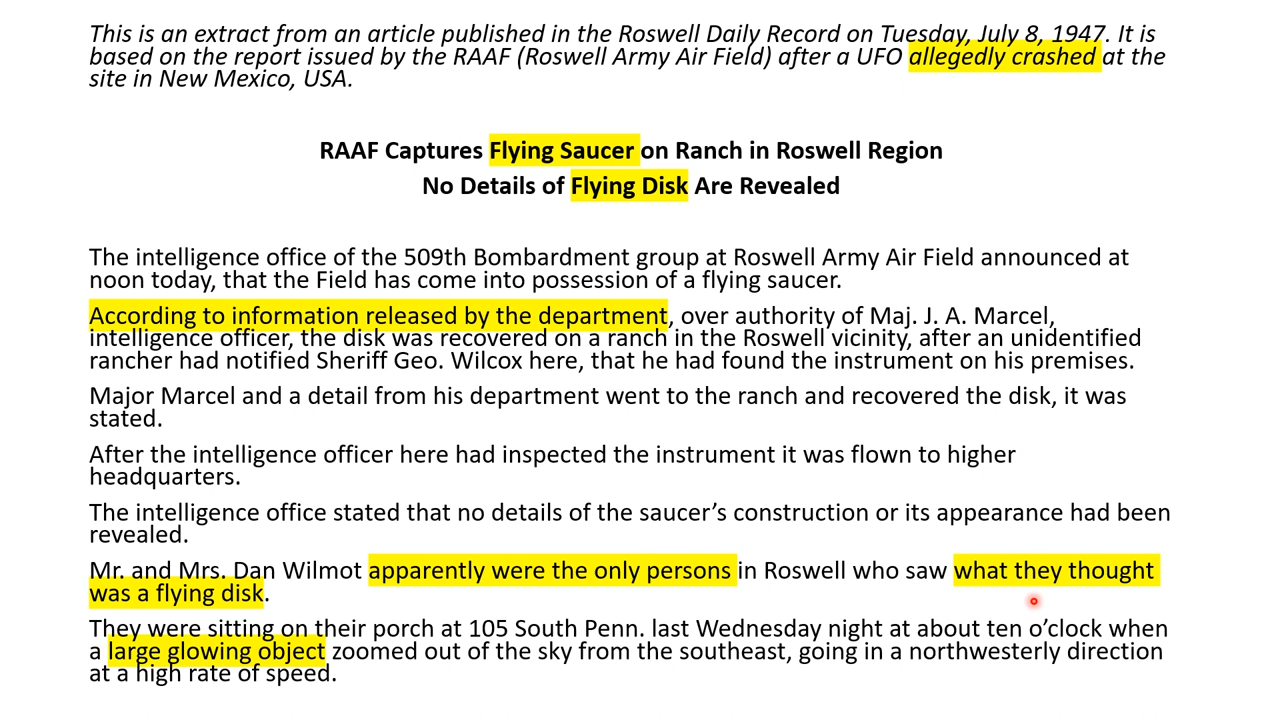 This is an extract from an article published in the Roswell Daily Record on Tuesday, July 8, 1947. It is
based on the report issued by the RAAF (Roswell Army Air Field) after a UFO allegedly crashed at the
site in New Mexico, USA.
RAAF Captures Flying Saucer on Ranch in Roswell Region
No Details of Flying Disk Are Revealed
The intelligence office of the 509th Bombardment group at Roswell Army Air Field announced at
noon today, that the Field has come into possession of a flying saucer.
According to information released by the department, over authority of Maj. J. A. Marcel,
intelligence officer, the disk was recovered on a ranch in the Roswell vicinity, after an unidentified
rancher had notified Sheriff Geo. Wilcox here, that he had found the instrument on his premises.
Major Marcel and a detail from his department went to the ranch and recovered the disk, it was
stated.
After the intelligence officer here had inspected the instrument it was flown to higher
headquarters.
The intelligence office stated that no details of the saucer’s construction or its appearance had been
revealed.
Mr. and Mrs. Dan Wilmot apparently were the only persons in Roswell who saw what they thought
was a flying disk.
They were sitting on their porch at 105 South Penn. last Wednesday night at about ten o’clock when
a large glowing object zoomed out of the sky from the southeast, going in a northwesterly direction
at a high rate of speed.